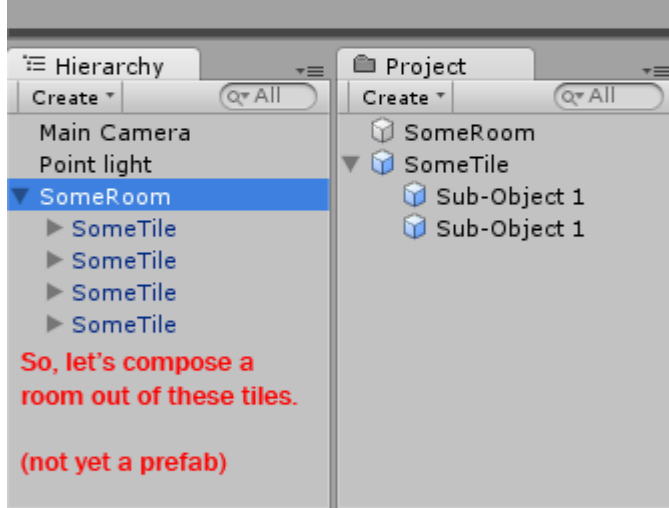 Hierarchy
Create
All
Main Camera
Point light
SomeRoom
SomeTile
SomeTile
SomeTile
SomeTile
So, let's compose a
room out of these tiles.
(not yet a prefab)
Project
Create
All
SomeRoom
SomeTile
Sub-Object 1
Sub-Object 1